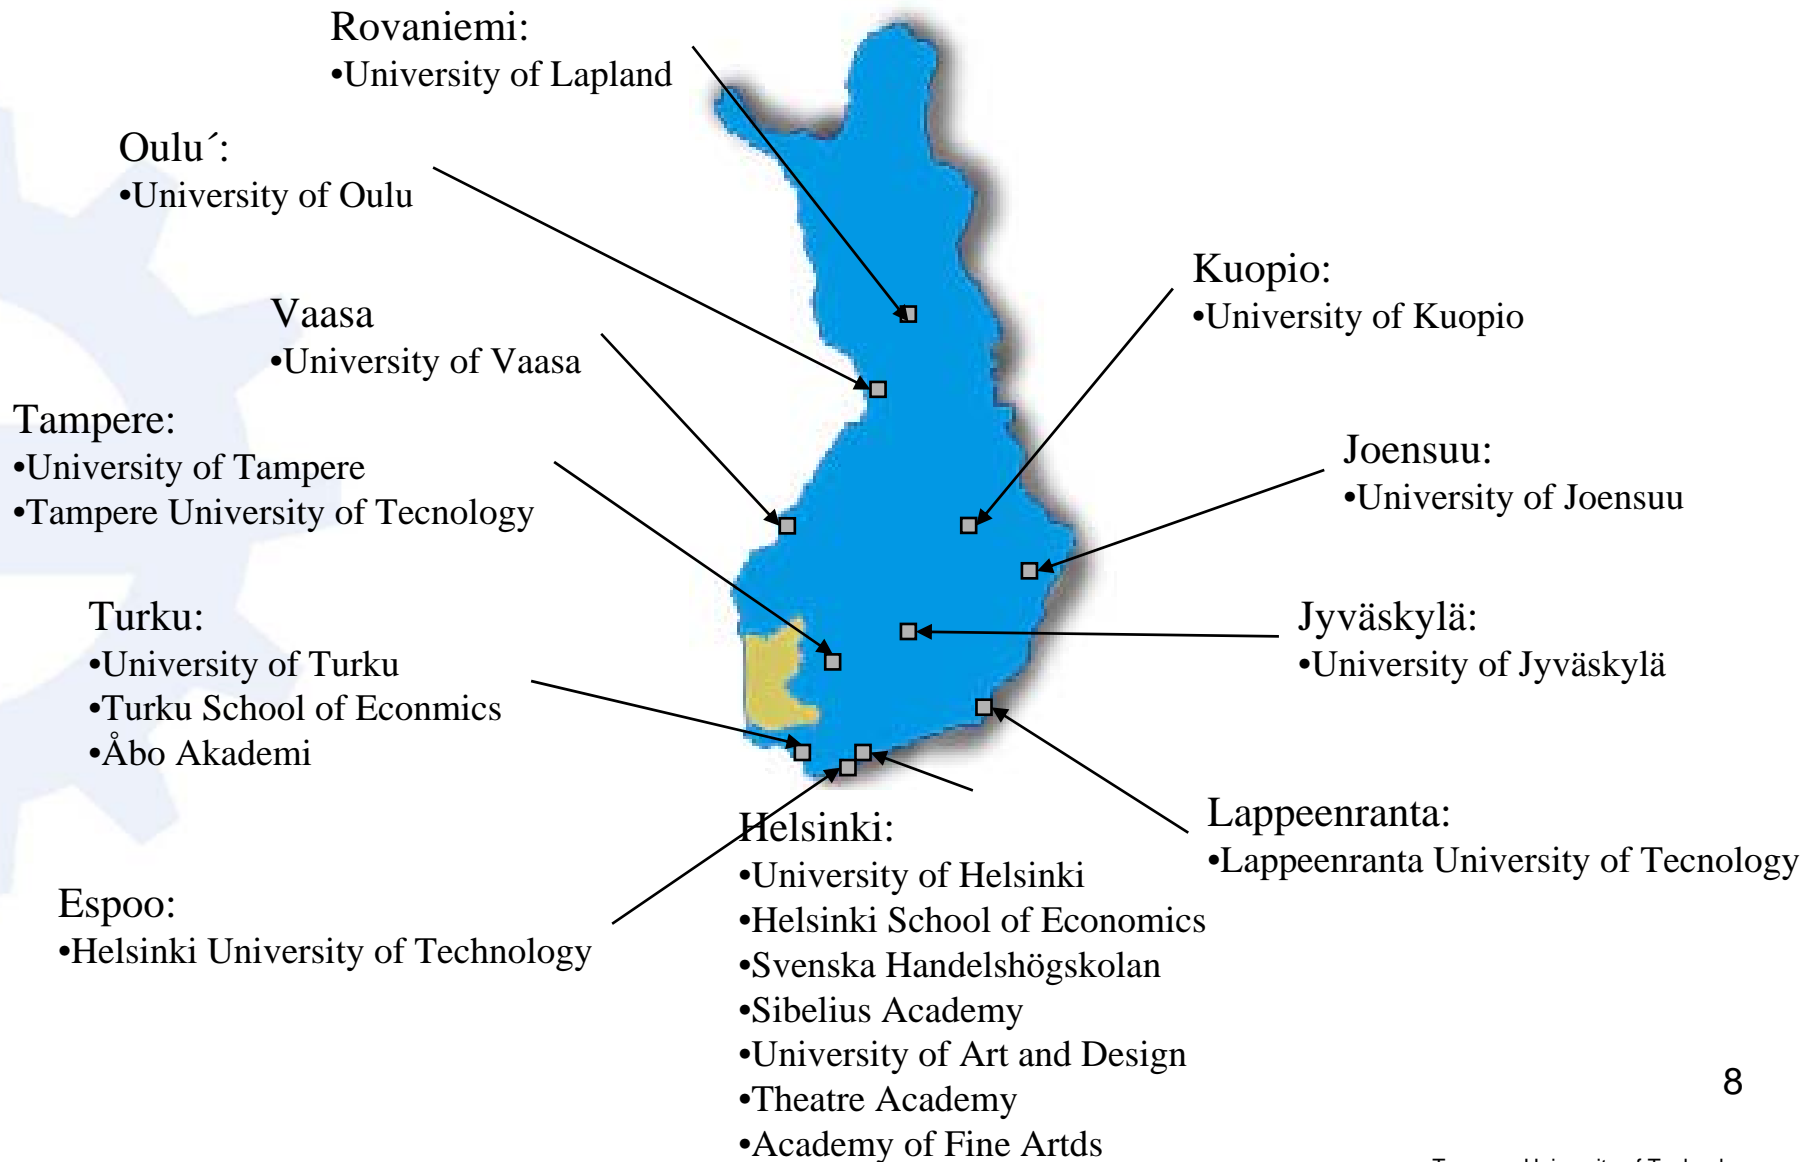 Rovaniemi:
•University of Lapland
Oulu´:
•University of Oulu
Kuopio:
•University of Kuopio
Vaasa
•University of Vaasa
Tampere:
•University of Tampere
•Tampere University of Tecnology
Joensuu:
•University of Joensuu
Turku:
•University of Turku
•Turku School of Econmics
•Åbo Akademi
Jyväskylä:
•University of Jyväskylä
Lappeenranta:
•Lappeenranta University of Tecnology
Helsinki:
•University of Helsinki
•Helsinki School of Economics
•Svenska Handelshögskolan
•Sibelius Academy
•University of Art and Design
•Theatre Academy
•Academy of Fine Artds
Espoo:
•Helsinki University of Technology
8